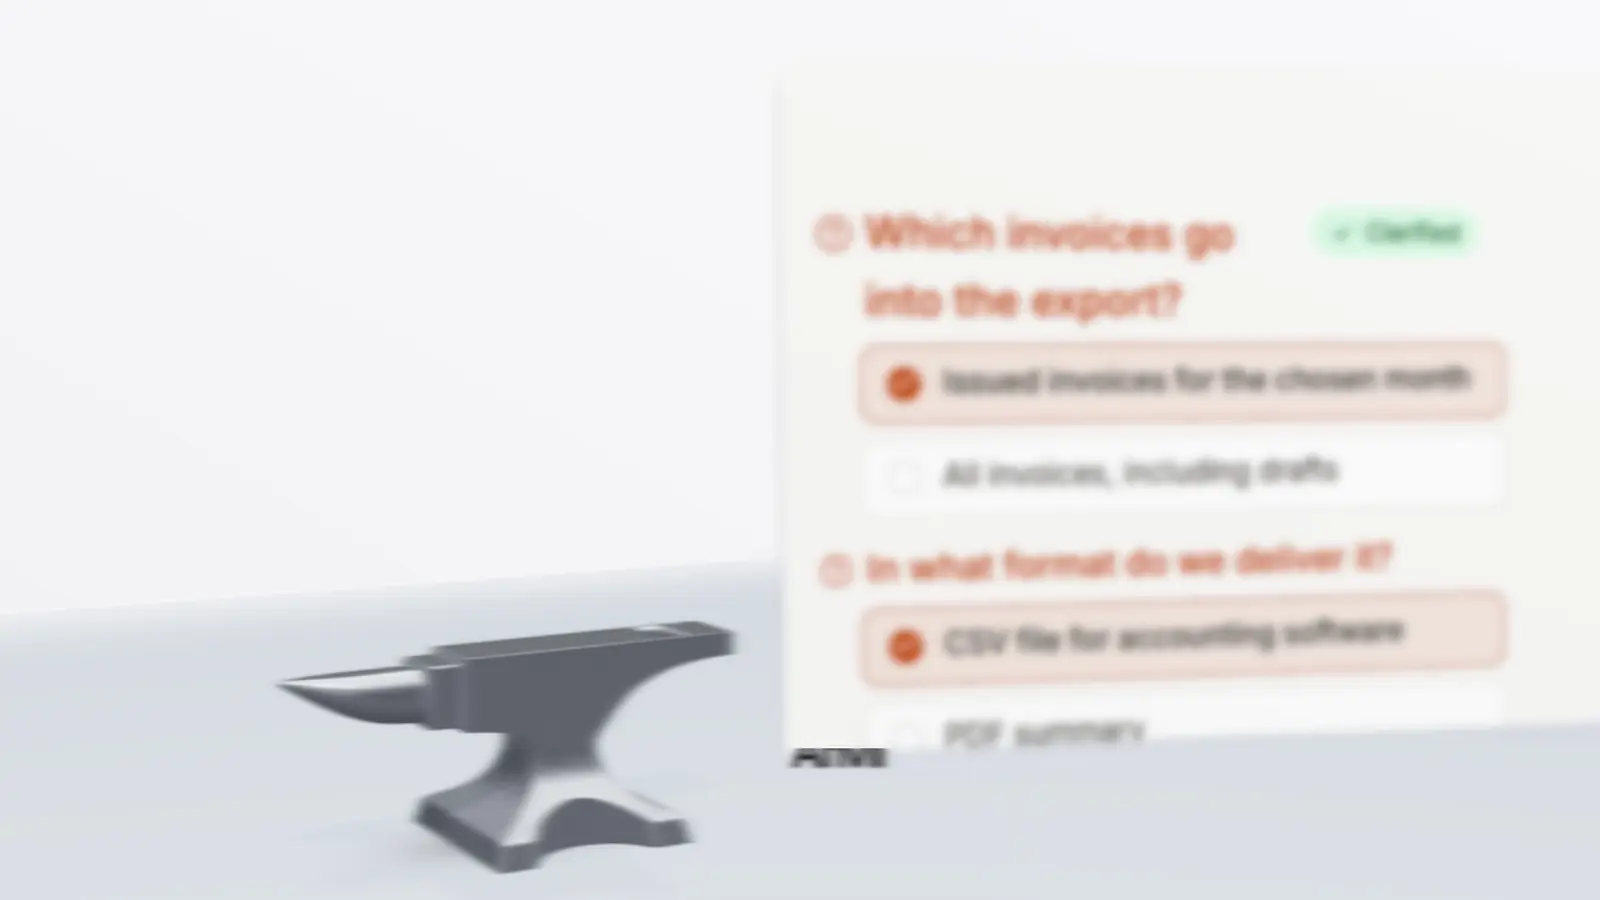 Which invoices go
into the export?
Clarified
Issued invoices for the chosen month
All invoices, including drafts
In what format do we deliver it?
CSV file for accounting software
PDF summary